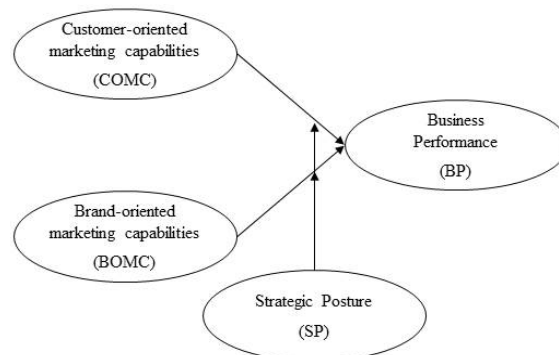 Customer-oriented
marketing capabilities
(COMC)
Business
Performance
(BP)
Brand-oriented
marketing capabilities
(BOMC)
Strategic Posture
(SP)